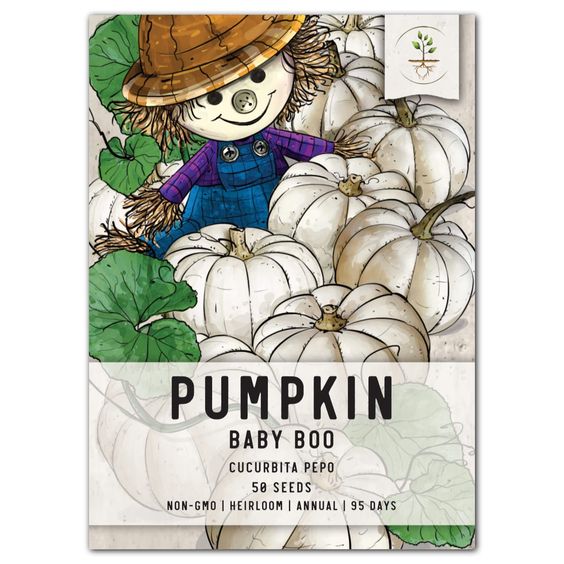 PUMPKIN
BABY BOO
CUCURBITA PEPO
50 SEEDS
NON-GMO | HEIRLOOM | ANNUAL | 95 DAYS